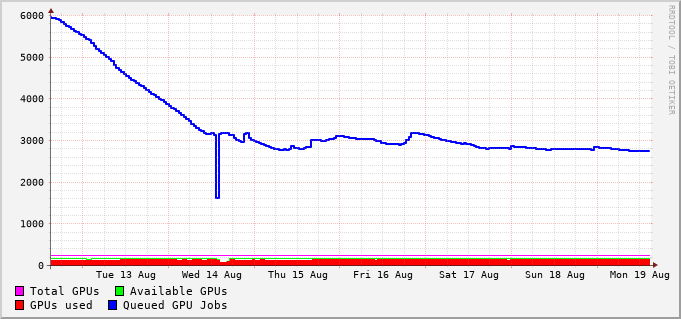 6000
5000
4000
3000
2000
1000
0
Tue 13 Aug Wed 14 Aug Thu 15 Aug Fri 16 Aug Sat 17 Aug Sun 18 Aug Mon 19 Aug
Total GPUs Available GPUs
GPUs used Queued GPU Jobs
RRDTOOL / TOBI OETIKER